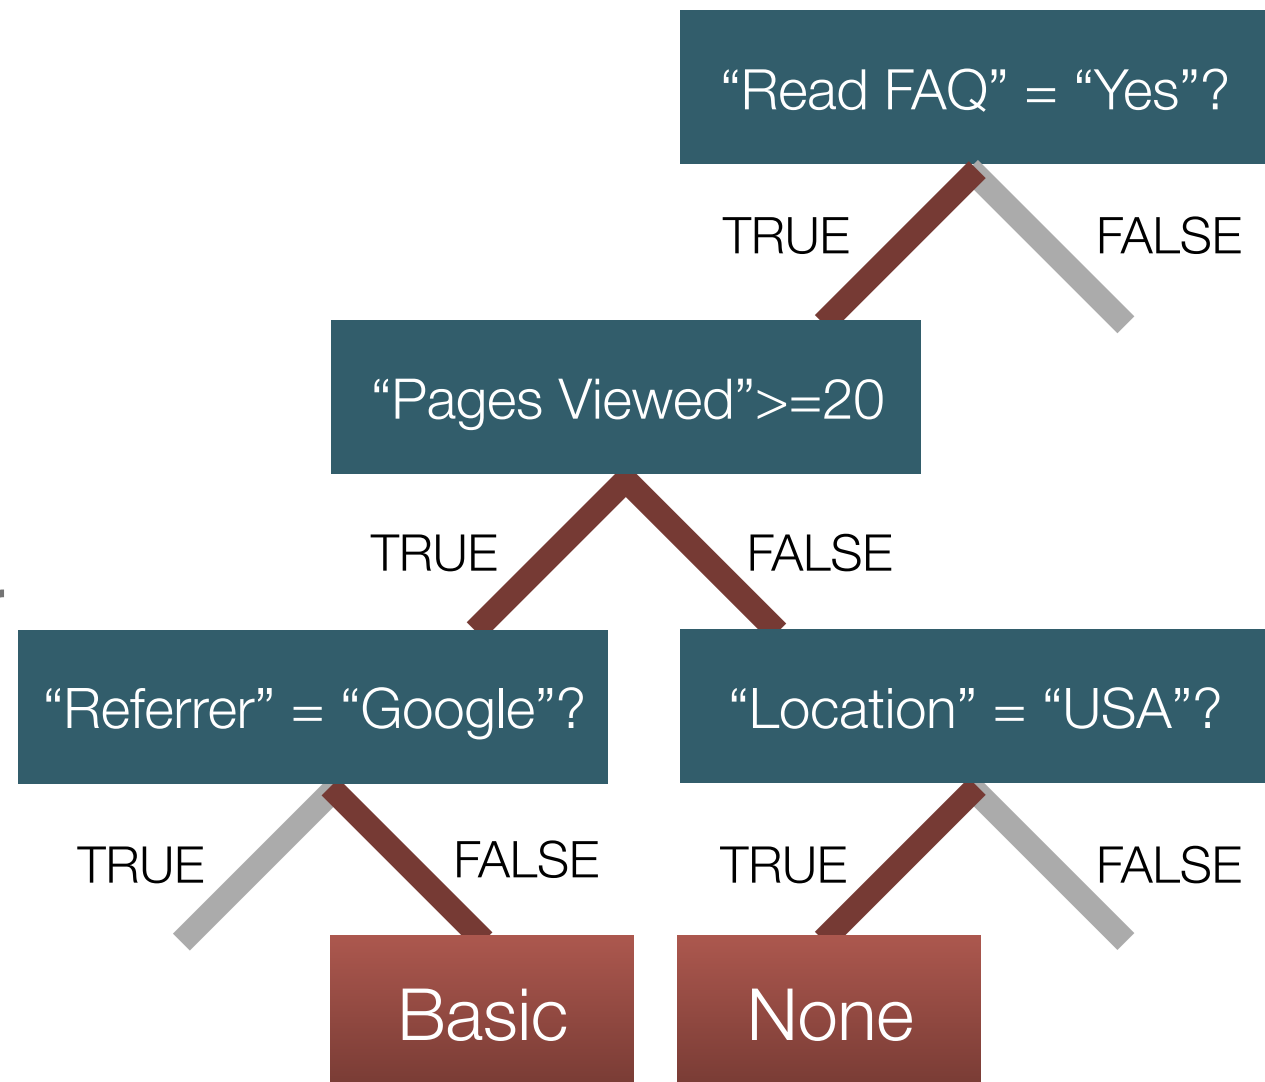 “Read FAQ” = “Yes”?
TRUE
FALSE
“Pages Viewed”>=20
TRUE
FALSE
“Referrer” = “Google”?
“Location” = “USA”?
TRUE
FALSE
TRUE
FALSE
Basic
None